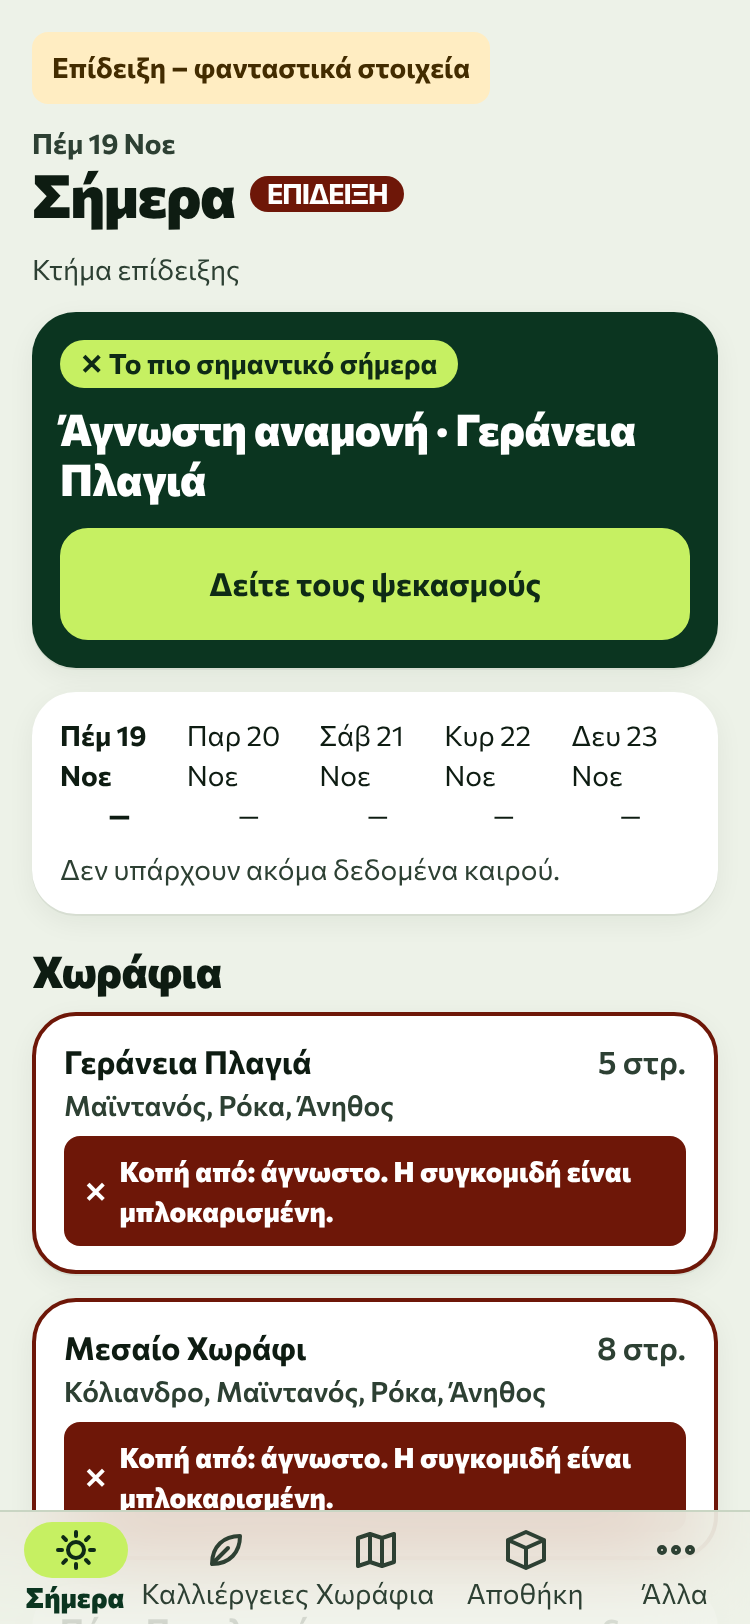 Επίδειξη – φανταστικά στοιχεία
Πέμ 19 Νοε
Σήμερα ΕΠΙΔΕΙΞΗ
Κτήμα επίδειξης
✕ Το πιο σημαντικό σήμερα
Άγνωστη αναμονή · Γεράνεια
Πλαγιά
Δείτε τους ψεκασμούς
Πέμ 19 Παρ 20 Σάβ 21 Κυρ 22 Δευ 23
Νοε Νοε Νοε Νοε Νοε
– – – – –
Δεν υπάρχουν ακόμα δεδομένα καιρού.
Χωράφια
Γεράνεια Πλαγιά 5 στρ.
Μαϊντανός, Ρόκα, Άνηθος
✕ Κοπή από: άγνωστο. Η συγκομιδή είναι
μπλοκαρισμένη.
Μεσαίο Χωράφι 8 στρ.
Κόλιανδρο, Μαϊντανός, Ρόκα, Άνηθος
✕ Κοπή από: άγνωστο. Η συγκομιδή είναι
μπλοκαρισμένη.
Σήμερα Καλλιέργειες Χωράφια Αποθήκη Άλλα